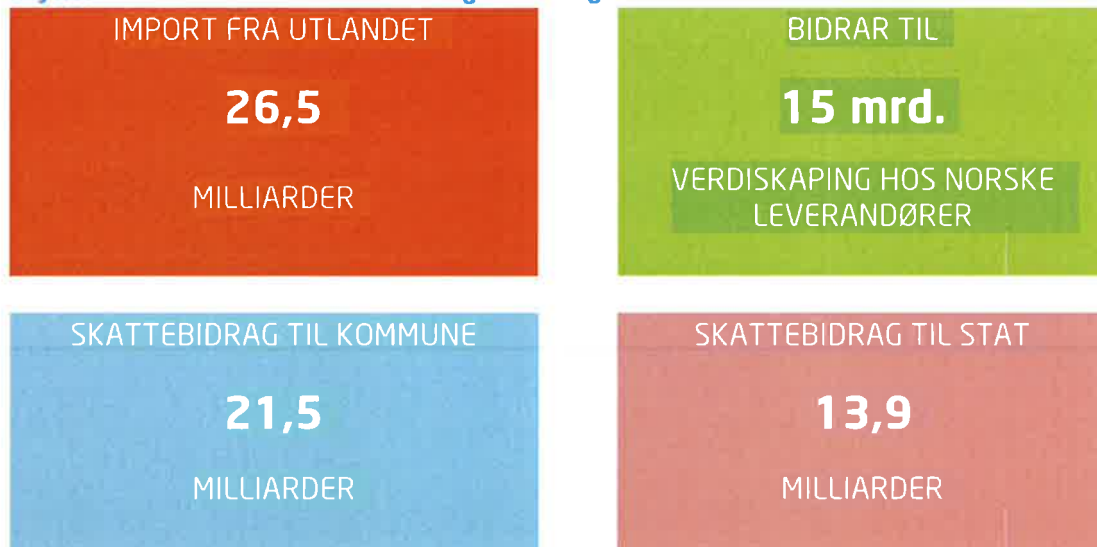 IMPORT FRA UTLANDET
26,5
MILLIARDER
BIDRAR TIL
15 mrd.
VERDISKAPING HOS NORSKE
LEVERANDØRER
SKATTEBIDRAG TIL KOMMUNE
21,5
MILLIARDER
SKATTEBIDRAG TIL STAT
13,9
MILLIARDER